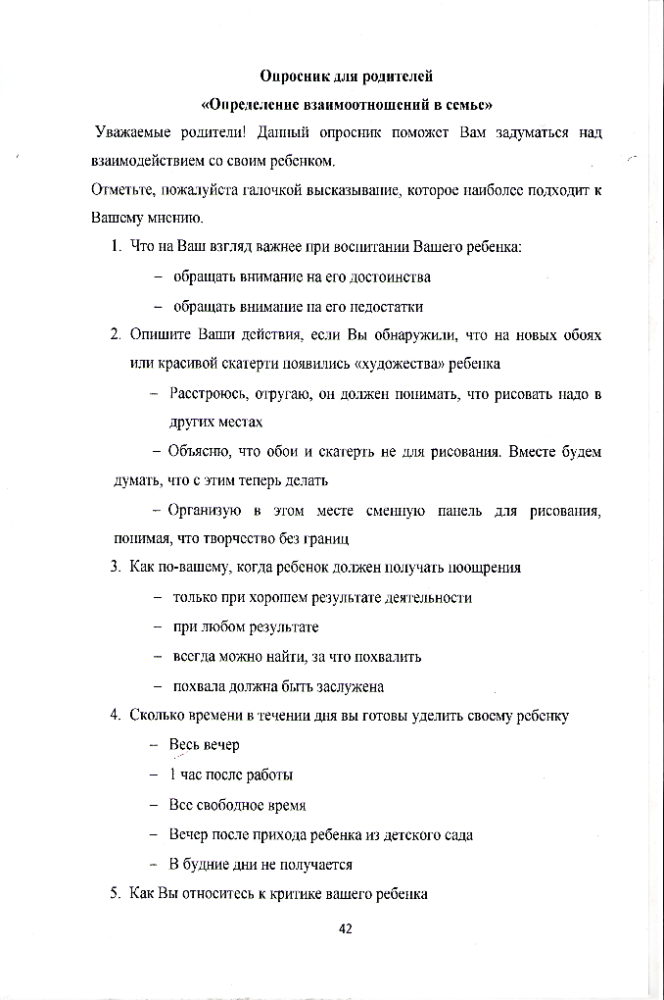 Опросник для родителей
«Определение взаимоотношений в семье»
Уважаемые родители! Данный опросник поможет Вам задуматься над
взаимодействием со своим ребенком.
Отметьте, пожалуйста галочкой высказывание, которое наиболее подходит к
Вашему мнению.
1. Что на Ваш взгляд важнее при воспитании Вашего ребенка:
– обращать внимание на его достоинства
– обращать внимание на его недостатки
2. Опишите Ваши действия, если Вы обнаружили, что на новых обоях
или красивой скатерти появились «художества» ребенка
– Расстроюсь, отругаю, он должен понимать, что рисовать надо в
других местах
– Объясню, что обои и скатерть не для рисования. Вместе будем
думать, что с этим теперь делать
– Организую в этом месте сменную панель для рисования,
понимая, что творчество без границ
3. Как по-вашему, когда ребенок должен получать поощрения
– только при хорошем результате деятельности
– при любом результате
– всегда можно найти, за что похвалить
– похвала должна быть заслужена
4. Сколько времени в течении дня вы готовы уделить своему ребенку
– Весь вечер
– 1 час после работы
– Все свободное время
– Вечер после прихода ребенка из детского сада
– В будние дни не получается
5. Как Вы относитесь к критике вашего ребенка
42